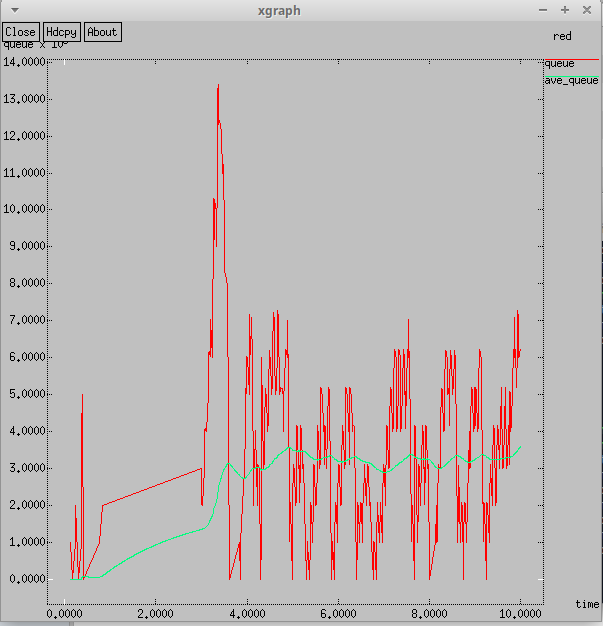 xgraph
Close Hdcpy About
red
queue x 10³
queue
ave_queue
14.0000
13.0000
12.0000
11.0000
10.0000
9.0000
8.0000
7.0000
6.0000
5.0000
4.0000
3.0000
2.0000
1.0000
0.0000
time
0.0000 2.0000 4.0000 6.0000 8.0000 10.0000